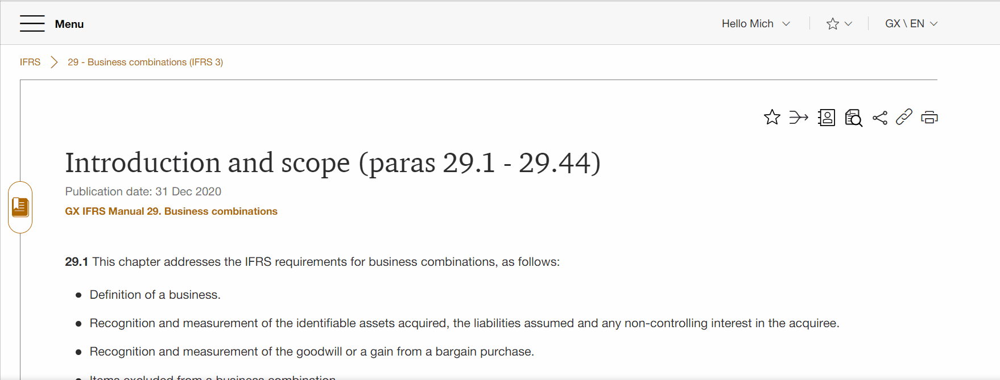 Menu
Hello Mich
GX \ EN
IFRS
29 - Business combinations (IFRS 3)
Introduction and scope (paras 29.1 - 29.44)
Publication date: 31 Dec 2020
GX IFRS Manual 29. Business combinations
29.1 This chapter addresses the IFRS requirements for business combinations, as follows:
● Definition of a business.
● Recognition and measurement of the identifiable assets acquired, the liabilities assumed and any non-controlling interest in the acquiree.
● Recognition and measurement of the goodwill or a gain from a bargain purchase.
● Items excluded from a business combination